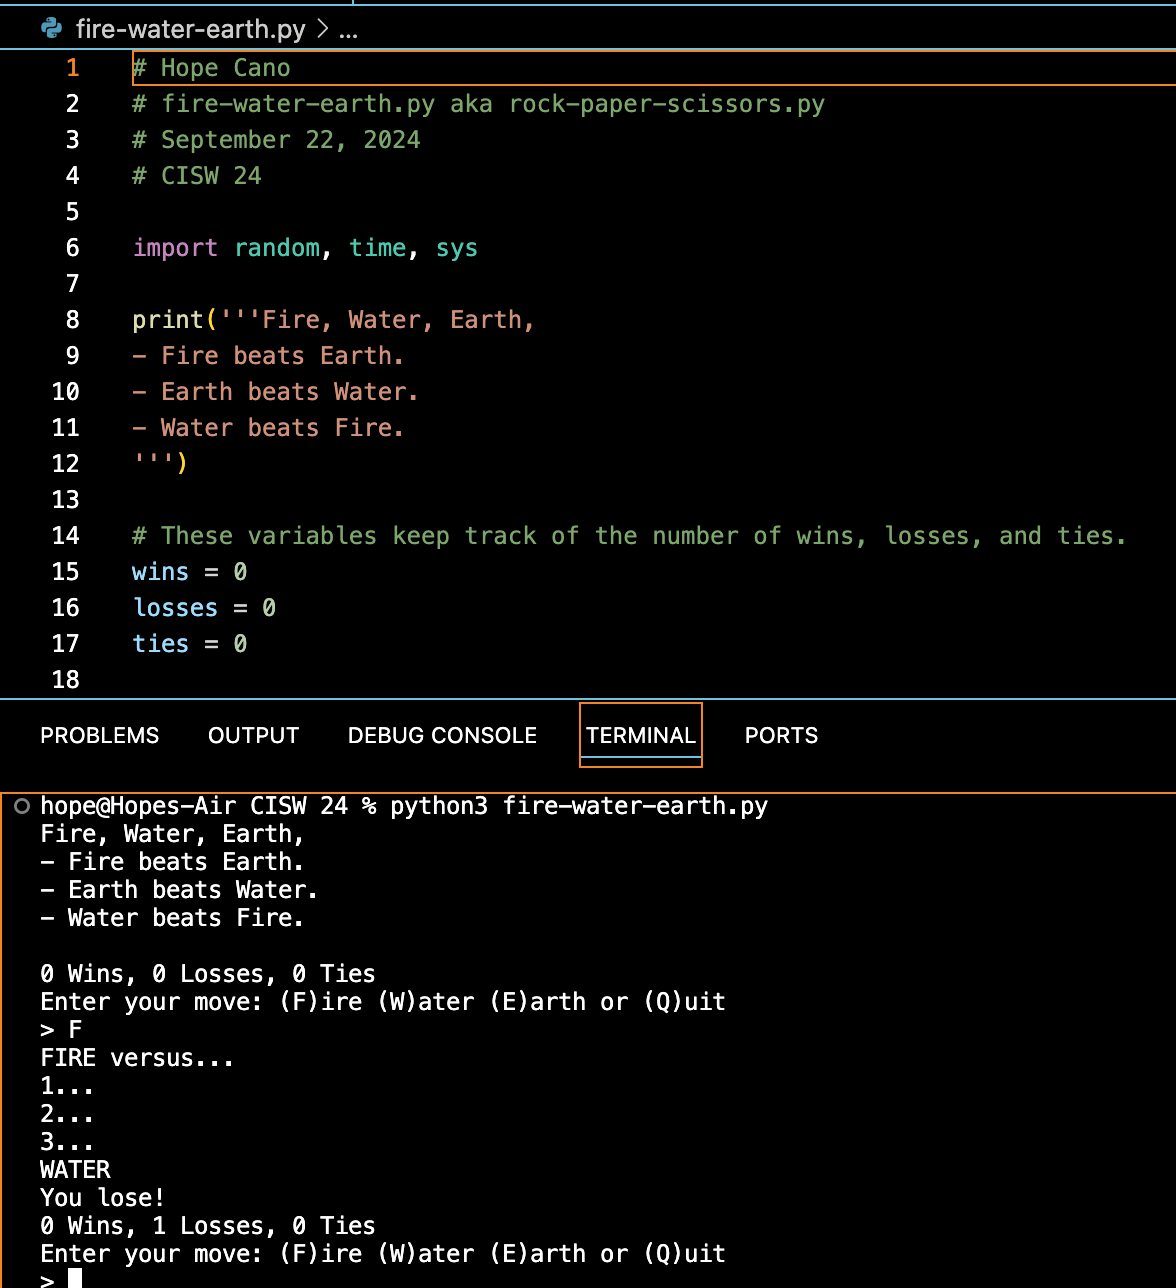 fire-water-earth.py > ...
1 # Hope Cano
2 # fire-water-earth.py aka rock-paper-scissors.py
3 # September 22, 2024
4 # CISW 24
5
6 import random, time, sys
7
8 print('''Fire, Water, Earth,
9 - Fire beats Earth.
10 - Earth beats Water.
11 - Water beats Fire.
12 ''')
13
14 # These variables keep track of the number of wins, losses, and ties.
15 wins = 0
16 losses = 0
17 ties = 0
18
PROBLEMS OUTPUT DEBUG CONSOLE TERMINAL PORTS
hope@Hopes-Air CISW 24 % python3 fire-water-earth.py
Fire, Water, Earth,
- Fire beats Earth.
- Earth beats Water.
- Water beats Fire.
0 Wins, 0 Losses, 0 Ties
Enter your move: (F)ire (W)ater (E)arth or (Q)uit
> F
FIRE versus...
1...
2...
3...
WATER
You lose!
0 Wins, 1 Losses, 0 Ties
Enter your move: (F)ire (W)ater (E)arth or (Q)uit
>